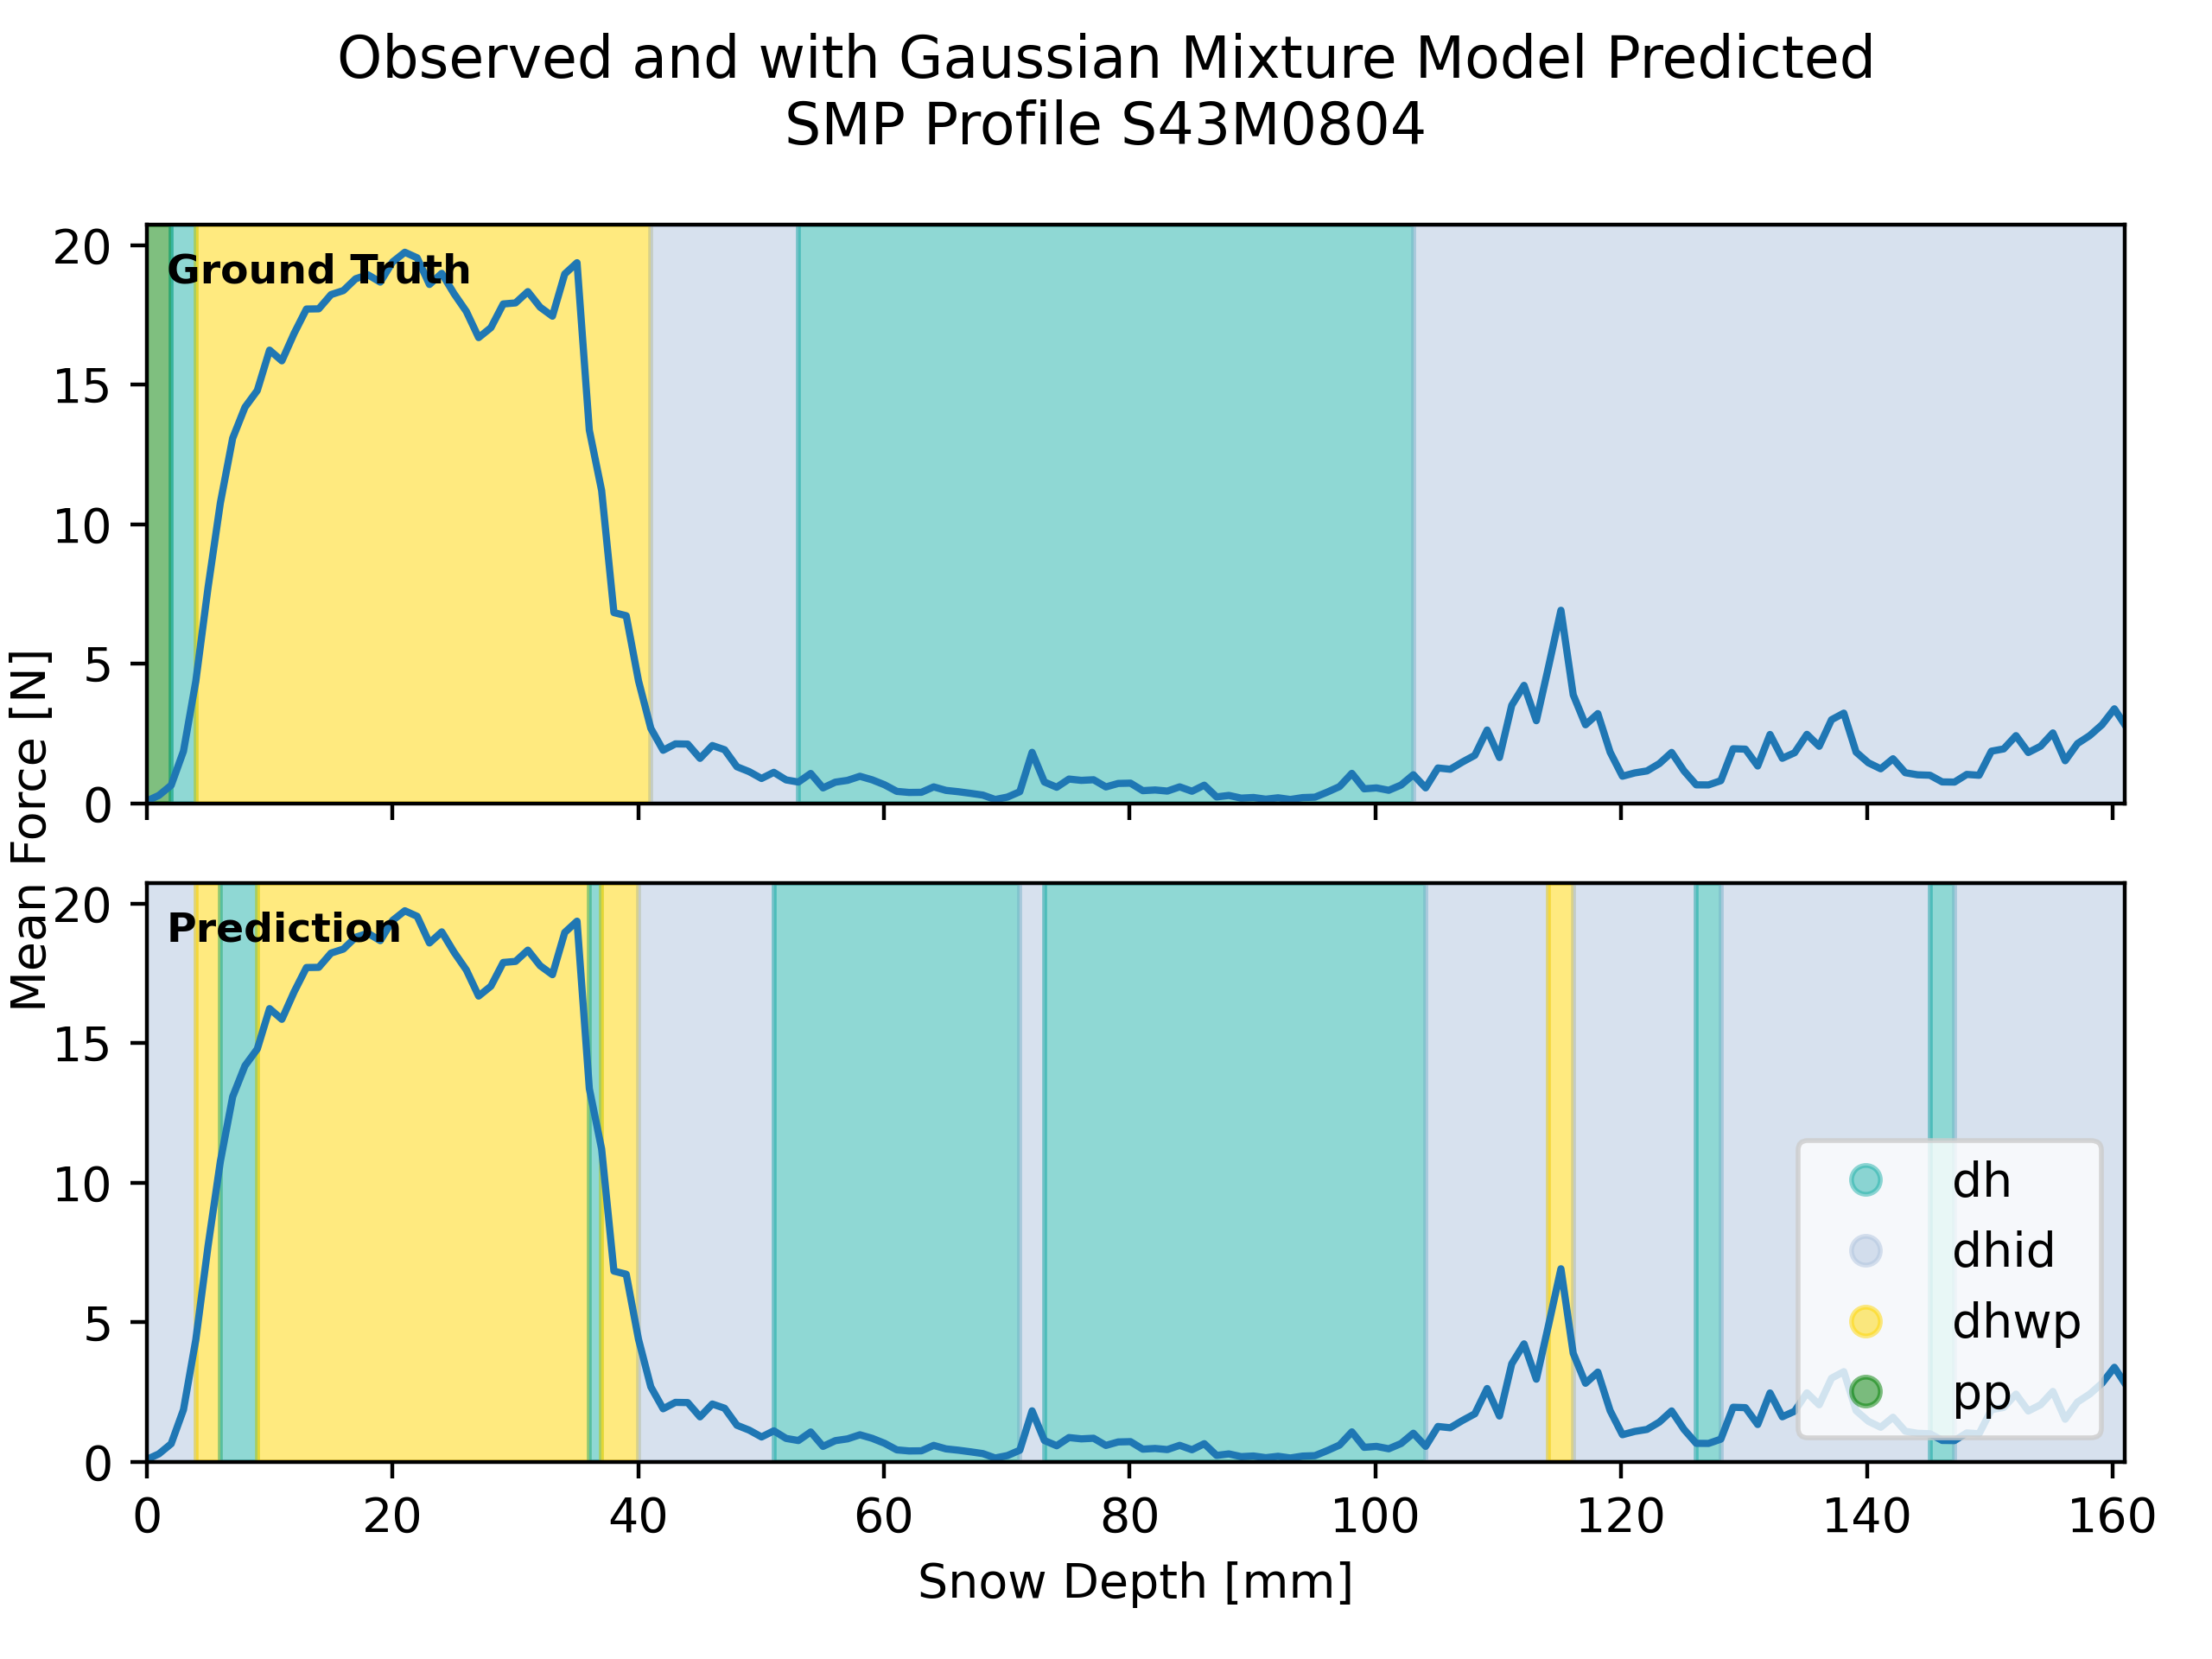 Observed and with Gaussian Mixture Model Predicted
SMP Profile S43M0804
Mean Force [N]
20
15
10
5
0
Ground Truth
20
15
10
5
0
Prediction
dh
dhid
dhwp
pp
0 20 40 60 80 100 120 140 160
Snow Depth [mm]